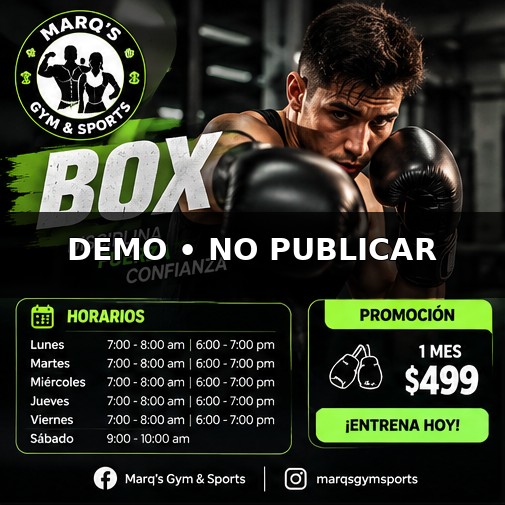 MARQ'S
GYM & SPORTS
BOX
DISCIPLINA
FUERZA
CONFIANZA
DEMO • NO PUBLICAR
HORARIOS
Lunes 7:00 - 8:00 am | 6:00 - 7:00 pm
Martes 7:00 - 8:00 am | 6:00 - 7:00 pm
Miércoles 7:00 - 8:00 am | 6:00 - 7:00 pm
Jueves 7:00 - 8:00 am | 6:00 - 7:00 pm
Viernes 7:00 - 8:00 am | 6:00 - 7:00 pm
Sábado 9:00 - 10:00 am
PROMOCIÓN
1 MES
$499
¡ENTRENA HOY!
Marq's Gym & Sports | marqsgymsports